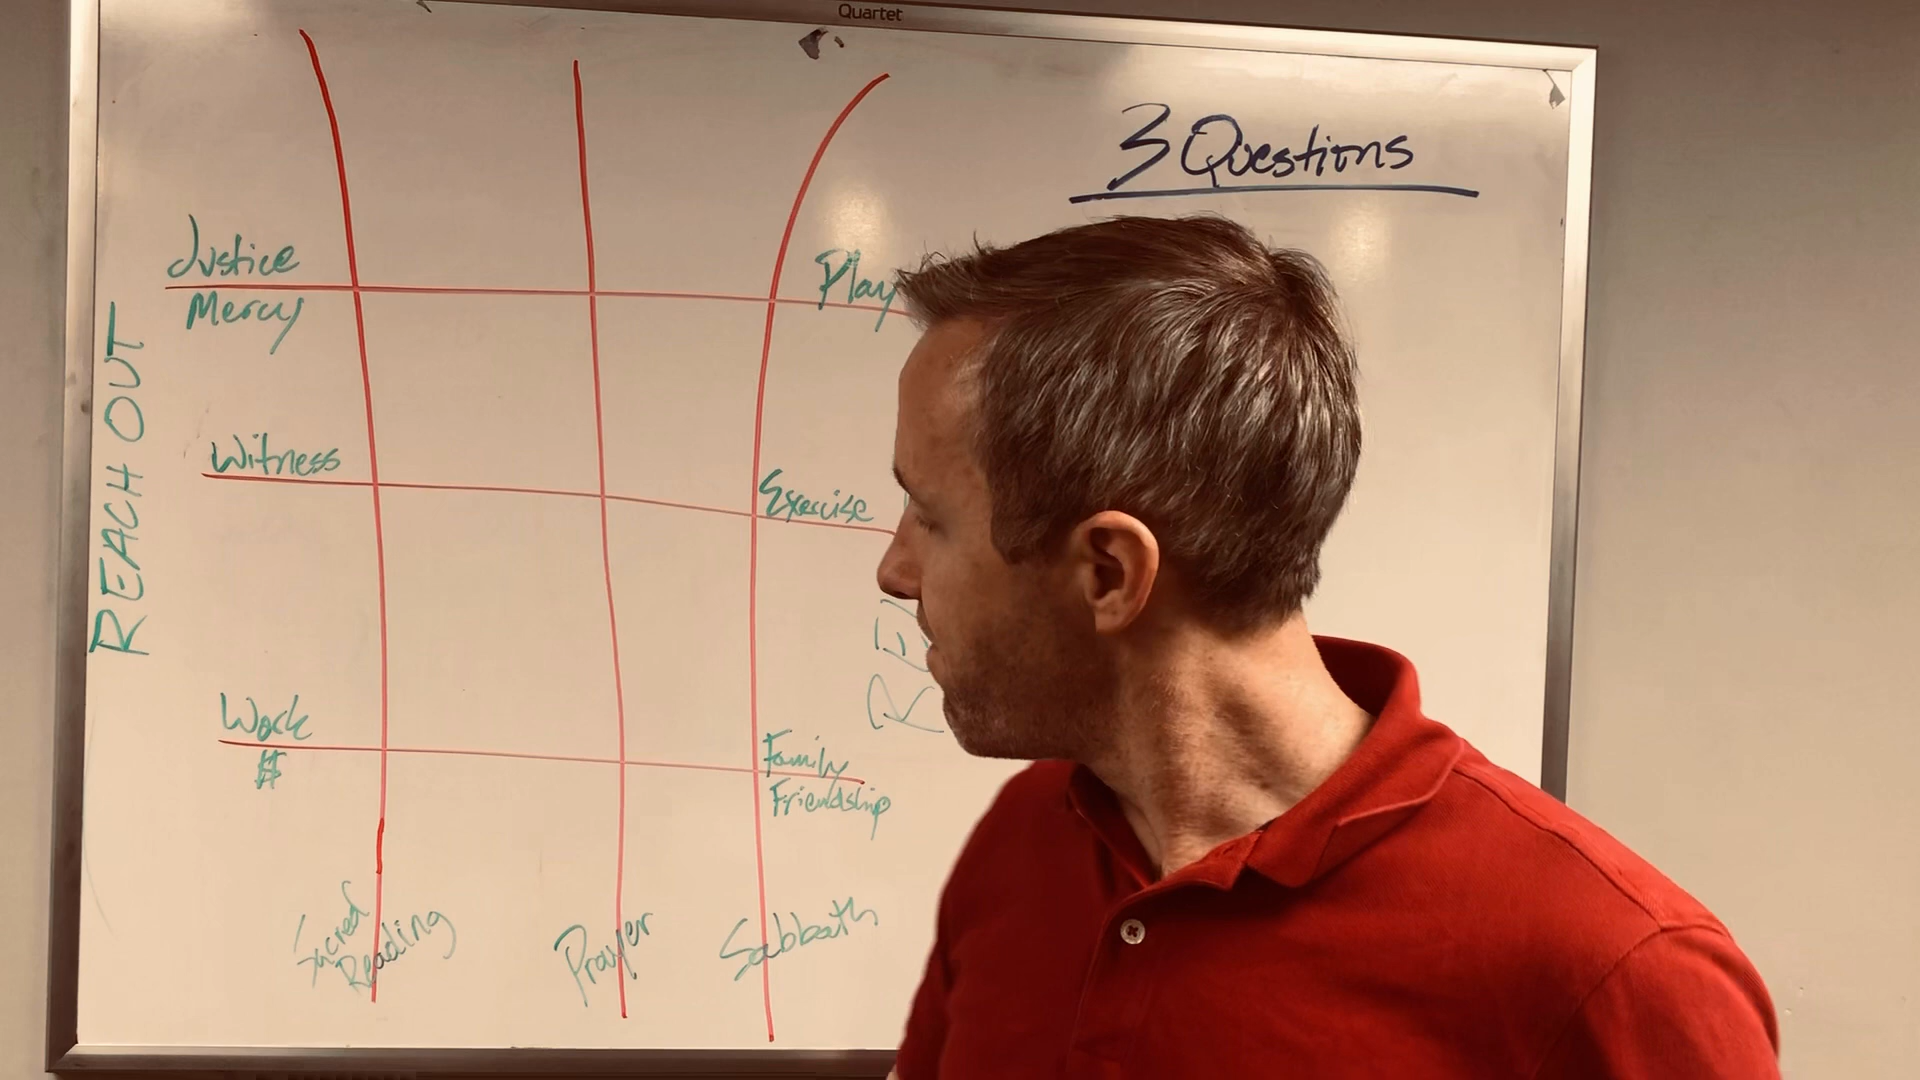 Quartet
3 Questions
REACH OUT
Justice
Mercy
Play
Witness
Exercise
Work
$
Family
Friendship
Sacred
Reading
Prayer
Sabbath